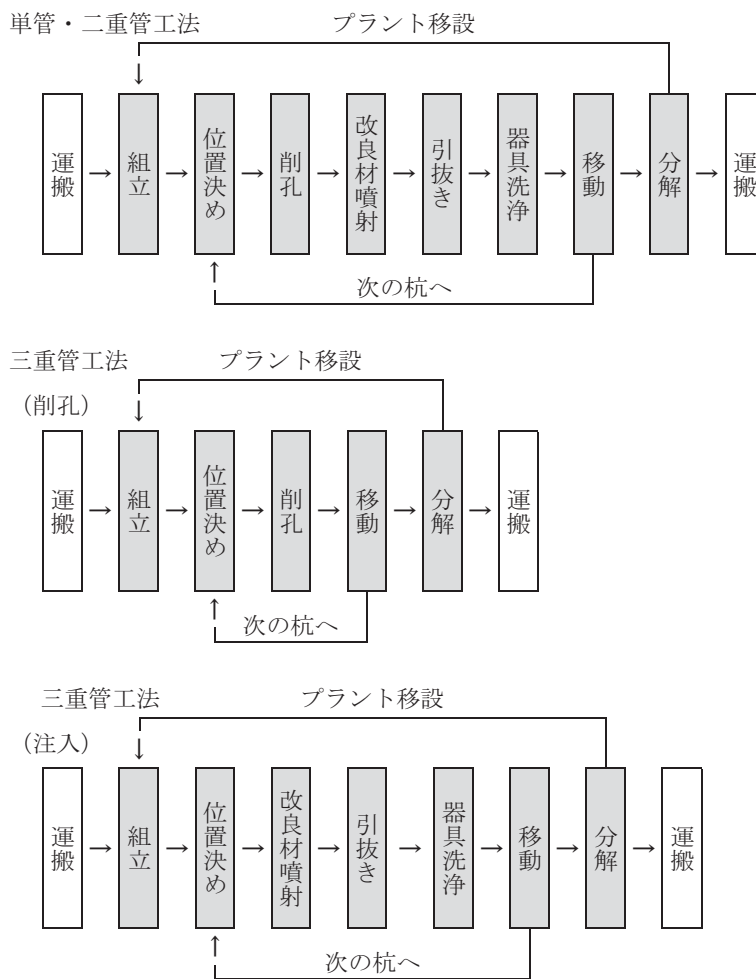 単管・二重管工法 プラント移設
運搬 → 組立 → 位置決め → 削孔 → 改良材噴射 → 引抜き → 器具洗浄 → 移動 → 分解 → 運搬
次の杭へ
三重管工法 プラント移設
(削孔)
運搬 → 組立 → 位置決め → 削孔 → 移動 → 分解 → 運搬
次の杭へ
三重管工法 プラント移設
(注入)
運搬 → 組立 → 位置決め → 改良材噴射 → 引抜き → 器具洗浄 → 移動 → 分解 → 運搬
次の杭へ